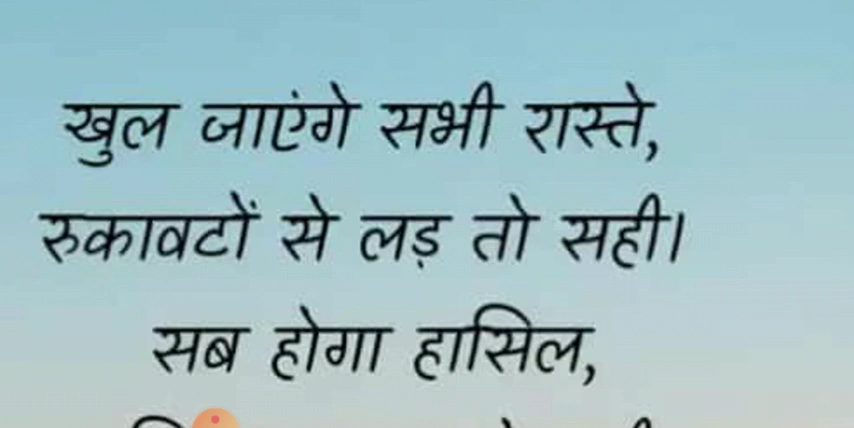 खुल जाएंगे सभी रास्ते,
रुकावटों से लड़ तो सही।
सब होगा हासिल,